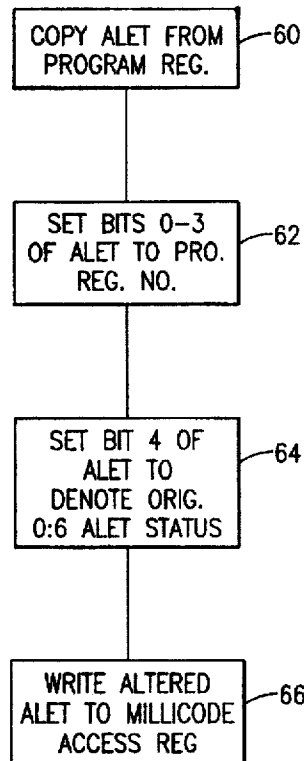 COPY ALET FROM
PROGRAM REG.
60
SET BITS 0-3
OF ALET TO PRO.
REG. NO.
62
SET BIT 4 OF
ALET TO
DENOTE ORIG.
0:6 ALET STATUS
64
WRITE ALTERED
ALET TO MILLICODE
ACCESS REG
66